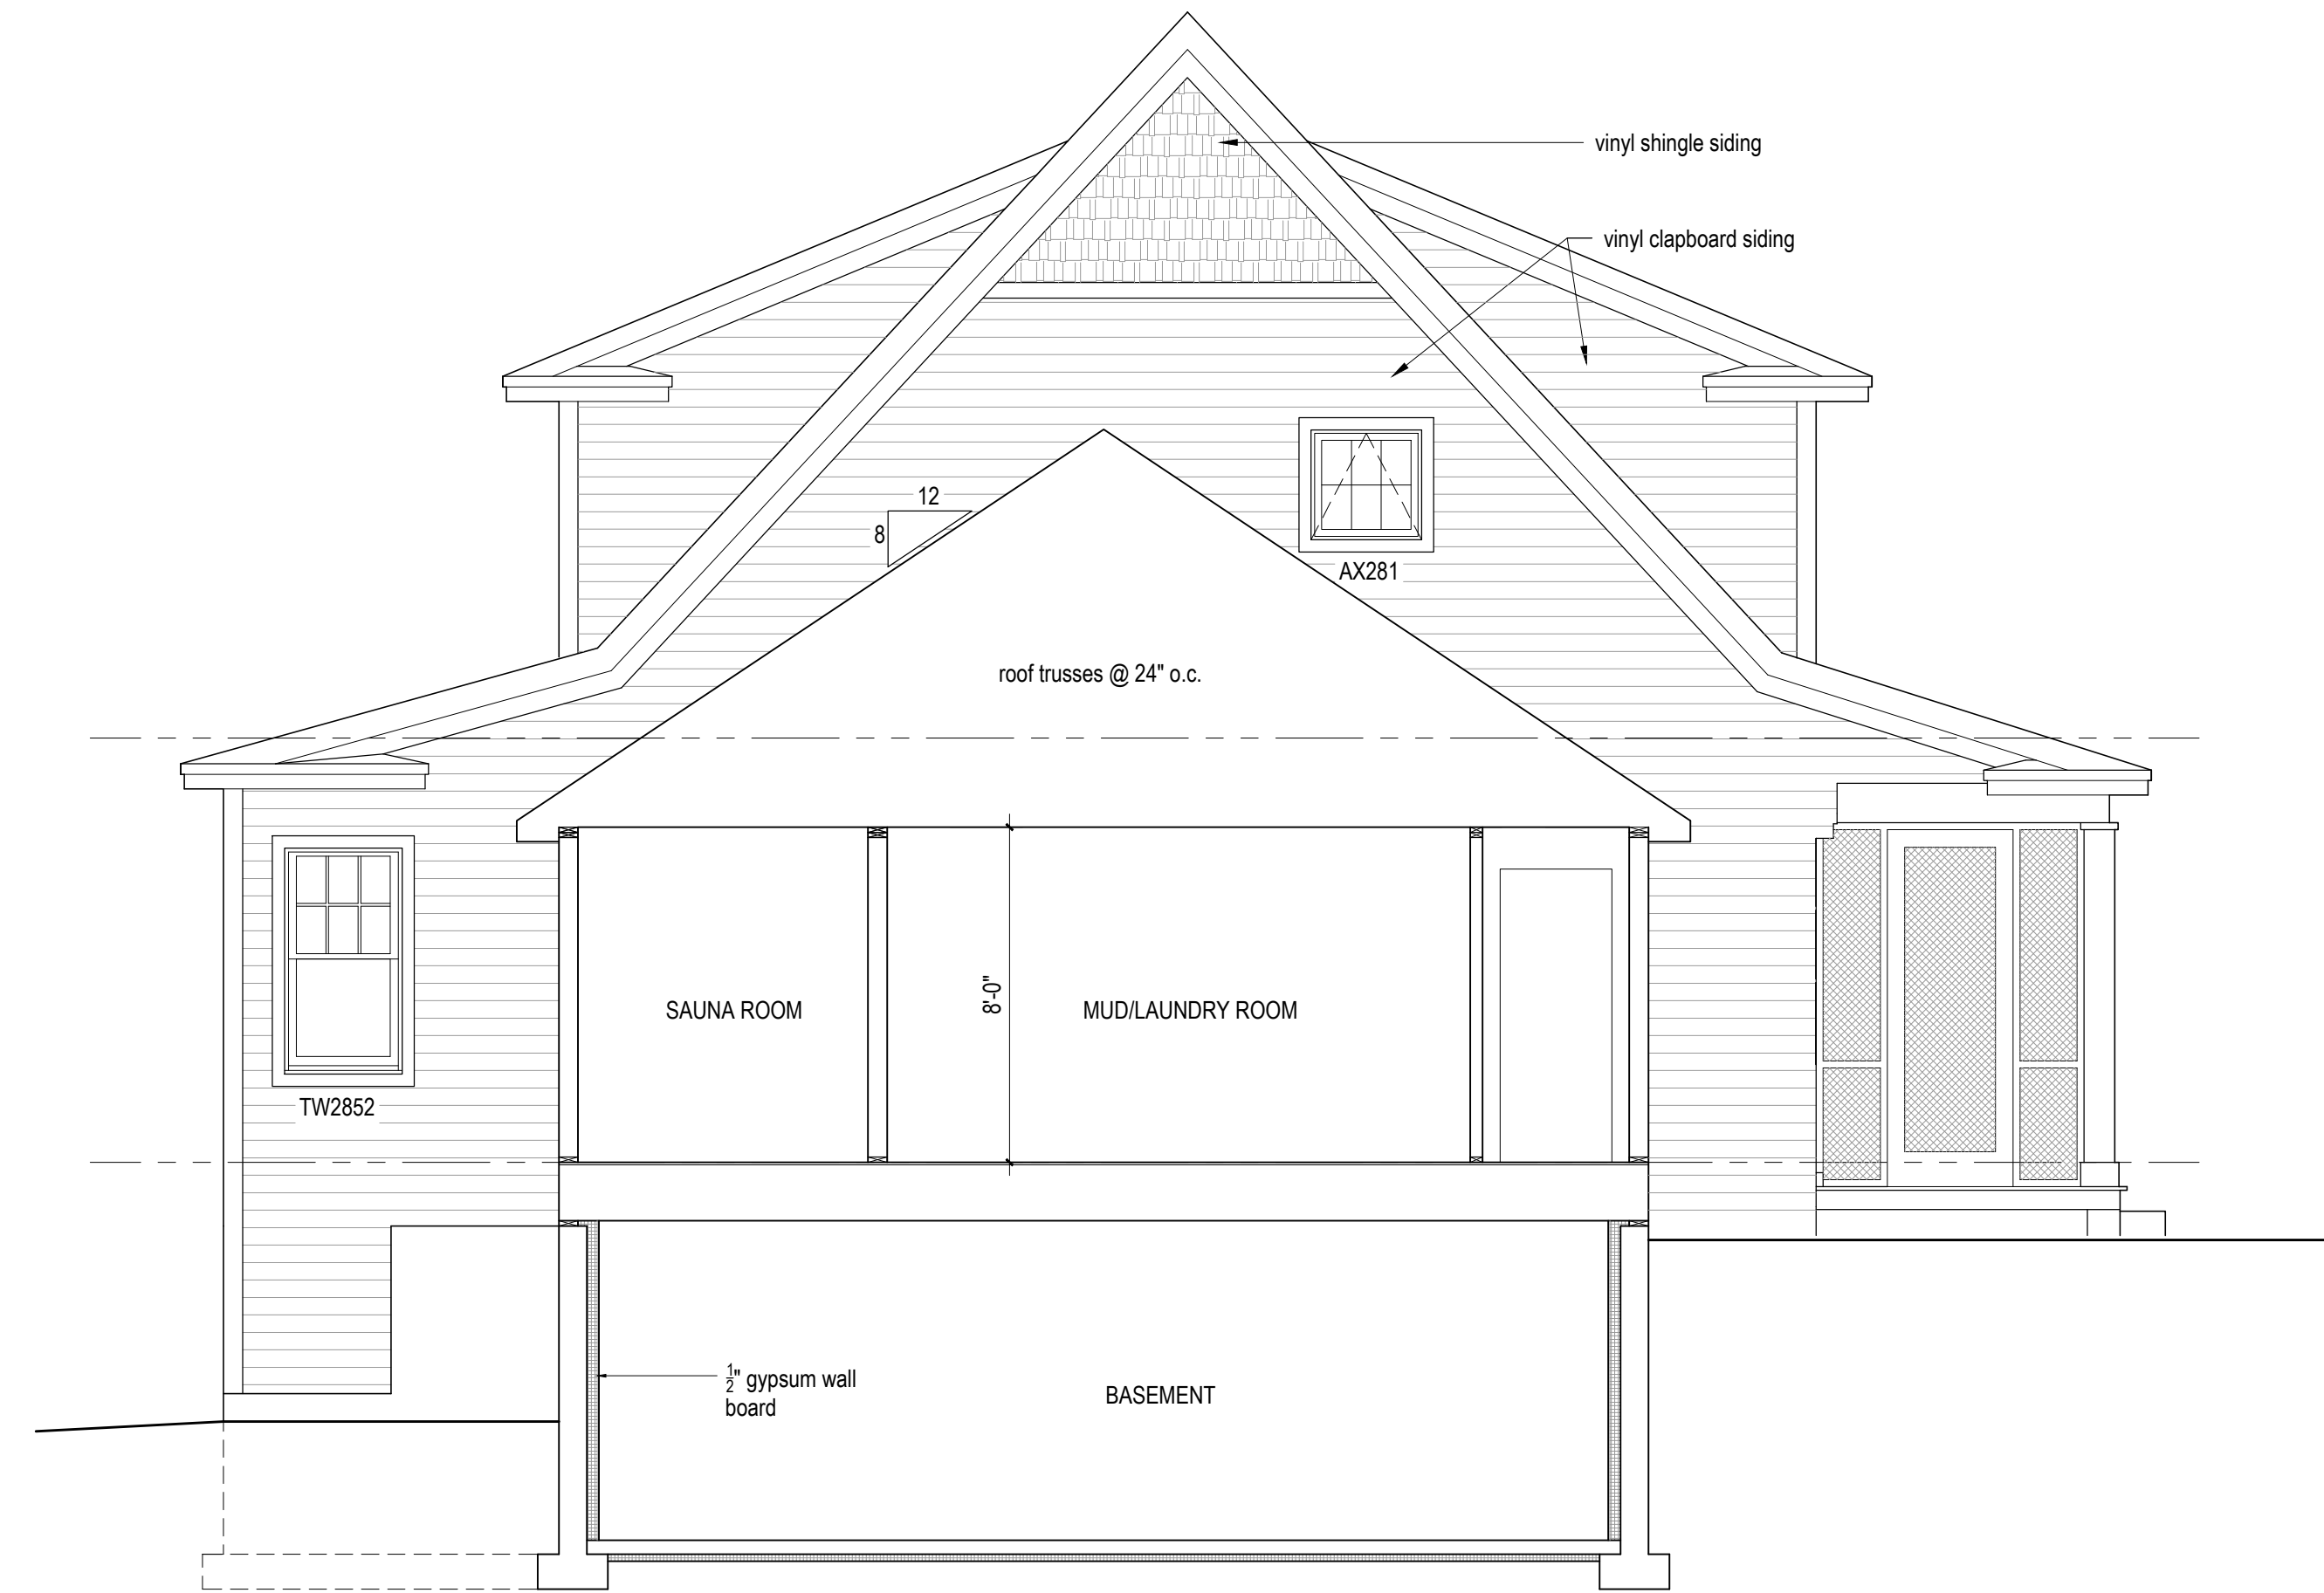 vinyl shingle siding
vinyl clapboard siding
12
8
AX281
roof trusses @ 24" o.c.
SAUNA ROOM
8'-0"
MUD/LAUNDRY ROOM
TW2852
½" gypsum wall
board
BASEMENT